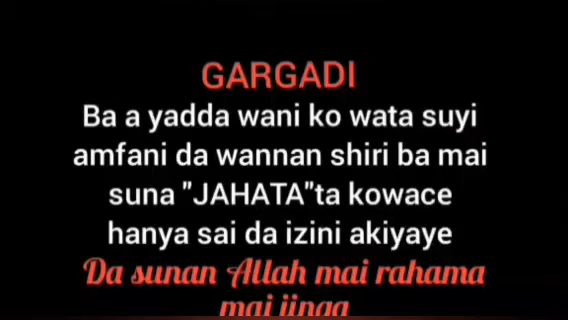 GARGADI
Ba a yadda wani ko wata suyi
amfani da wannan shiri ba mai
suna "JAHATA"ta kowace
hanya sai da izini akiyaye
Da sunan Allah mai rahama
mai jinqa